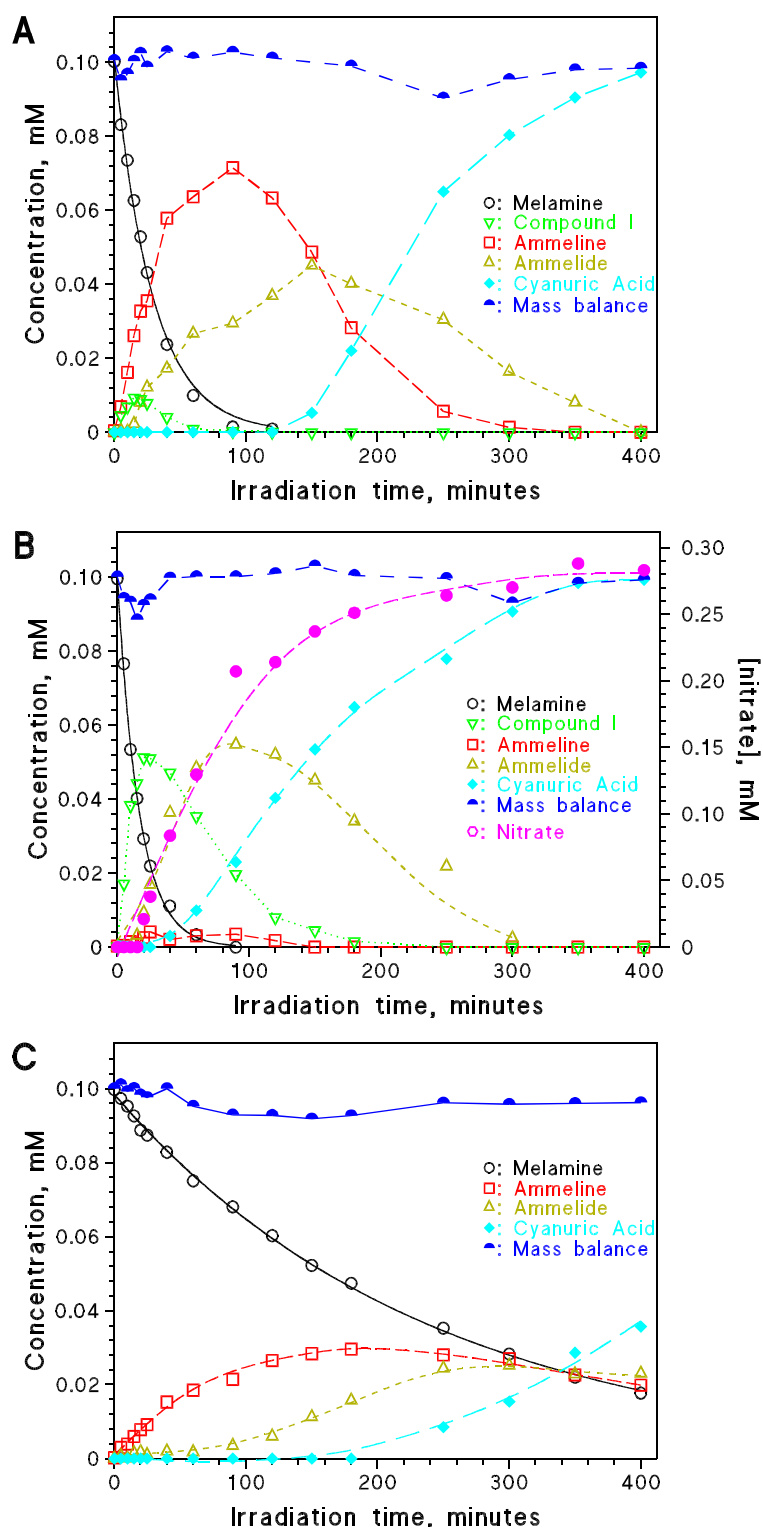 A
Concentration, mM
0.10
0.08
0.06
0.04
0.02
0
0 100 200 300 400
Irradiation time, minutes
: Melamine
: Compound I
: Ammeline
: Ammelide
: Cyanuric Acid
: Mass balance
B
Concentration, mM
0.10
0.08
0.06
0.04
0.02
0
0.30
0.25
0.20
0.15
0.10
0.05
0
[nitrate], mM
0 100 200 300 400
Irradiation time, minutes
: Melamine
: Compound I
: Ammeline
: Ammelide
: Cyanuric Acid
: Mass balance
: Nitrate
C
Concentration, mM
0.10
0.08
0.06
0.04
0.02
0
0 100 200 300 400
Irradiation time, minutes
: Melamine
: Ammeline
: Ammelide
: Cyanuric Acid
: Mass balance